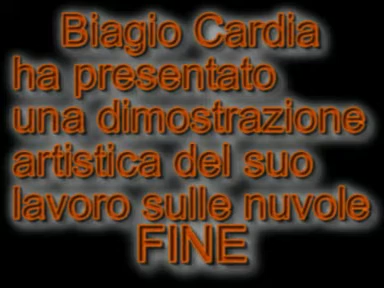 Biagio Cardia
ha presentato
una dimostrazione
artistica del suo
lavoro sulle nuvole
FINE